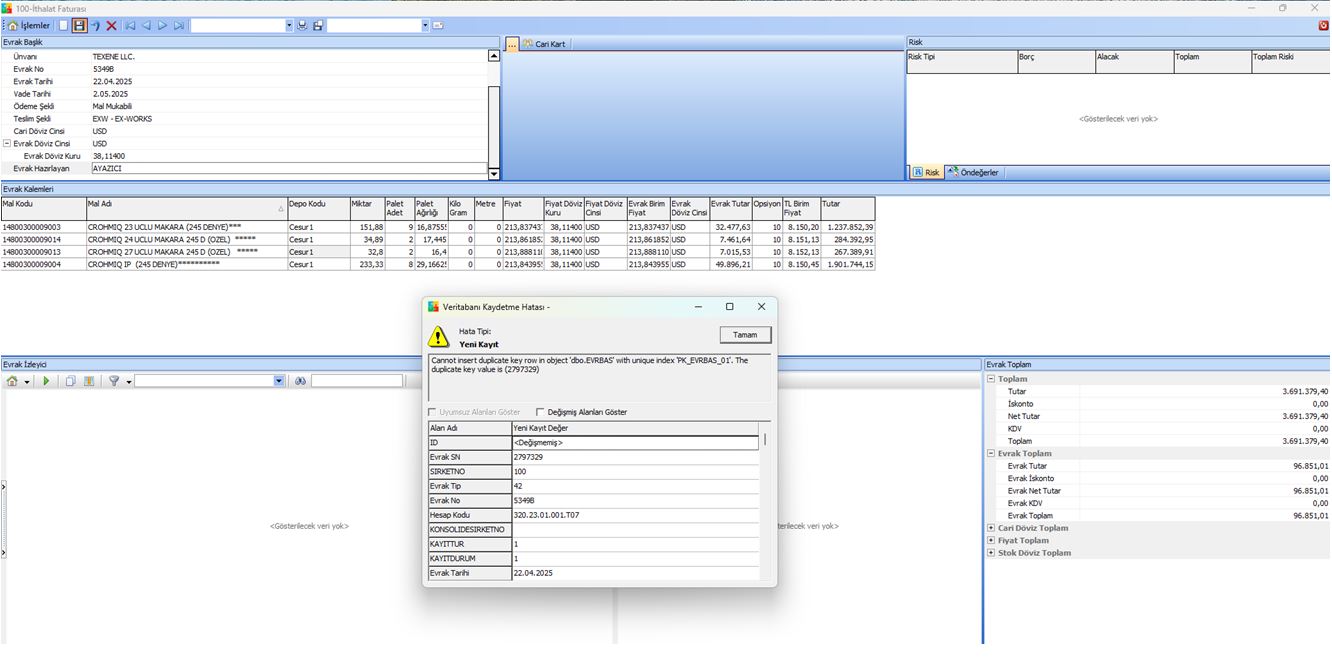 100-İthalat Faturası
İşlemler
Evrak Başlık
Ünvanı TEXENE LLC.
Evrak No 5349B
Evrak Tarihi 22.04.2025
Vade Tarihi 2.05.2025
Ödeme Şekli Mal Mukabili
Teslim Şekli EXW - EX-WORKS
Cari Döviz Cinsi USD
Evrak Döviz Cinsi USD
Evrak Döviz Kuru 38,11400
Evrak Hazırlayan AYAZICI
... Cari Kart
Risk
Risk Tipi Borç Alacak Toplam Toplam Riski
<Gösterilecek veri yok>
Risk Öndeğerler
Evrak Kalemleri
Mal Kodu Mal Adı Depo Kodu Miktar Palet Adet Palet Ağırlığı Kilo Gram Metre Fiyat Fiyat Döviz Kuru Fiyat Döviz Cinsi Evrak Birim Fiyat Evrak Döviz Cinsi Evrak Tutar Opsiyon TL Birim Fiyat Tutar
14800300009003 CROHMIQ 23 UCLU MAKARA (245 DENYE)*** Cesur1 151,88 9 16,87555 0 0 213,837437 38,11400 USD 213,837437 USD 32.477,63 10 8.150,20 1.237.852,39
14800300009014 CROHMIQ 24 UCLU MAKARA 245 D (OZEL) ***** Cesur1 34,89 2 17,445 0 0 213,861852 38,11400 USD 213,861852 USD 7.461,64 10 8.151,13 284.392,95
14800300009013 CROHMIQ 27 UCLU MAKARA 245 D (OZEL) ***** Cesur1 32,8 2 16,4 0 0 213,888110 38,11400 USD 213,888110 USD 7.015,53 10 8.152,13 267.389,91
14800300009004 CROHMIQ IP (245 DENYE)********** Cesur1 233,33 8 29,16625 0 0 213,843955 38,11400 USD 213,843955 USD 49.896,21 10 8.150,45 1.901.744,15
Veritabanı Kaydetme Hatası -
Hata Tipi:
Yeni Kayıt
Tamam
Cannot insert duplicate key row in object 'dbo.EVRBAS' with unique index 'PK_EVRBAS_01'. The
duplicate key value is (2797329)
Uyumsuz Alanları Göster Değişmiş Alanları Göster
Alan Adı Yeni Kayıt Değer
ID <Değişmemiş>
Evrak SN 2797329
SIRKETNO 100
Evrak Tip 42
Evrak No 5349B
Hesap Kodu 320.23.01.001.T07
KONSOLIDESIRKETNO
KAYITTUR 1
KAYITDURUM 1
Evrak Tarihi 22.04.2025
Evrak İzleyici
<Gösterilecek veri yok>
terilecek veri yok>
Evrak Toplam
Toplam
Tutar 3.691.379,40
İskonto 0,00
Net Tutar 3.691.379,40
KDV 0,00
Toplam 3.691.379,40
Evrak Toplam
Evrak Tutar 96.851,01
Evrak İskonto 0,00
Evrak Net Tutar 96.851,01
Evrak KDV 0,00
Evrak Toplam 96.851,01
Cari Döviz Toplam
Fiyat Toplam
Stok Döviz Toplam